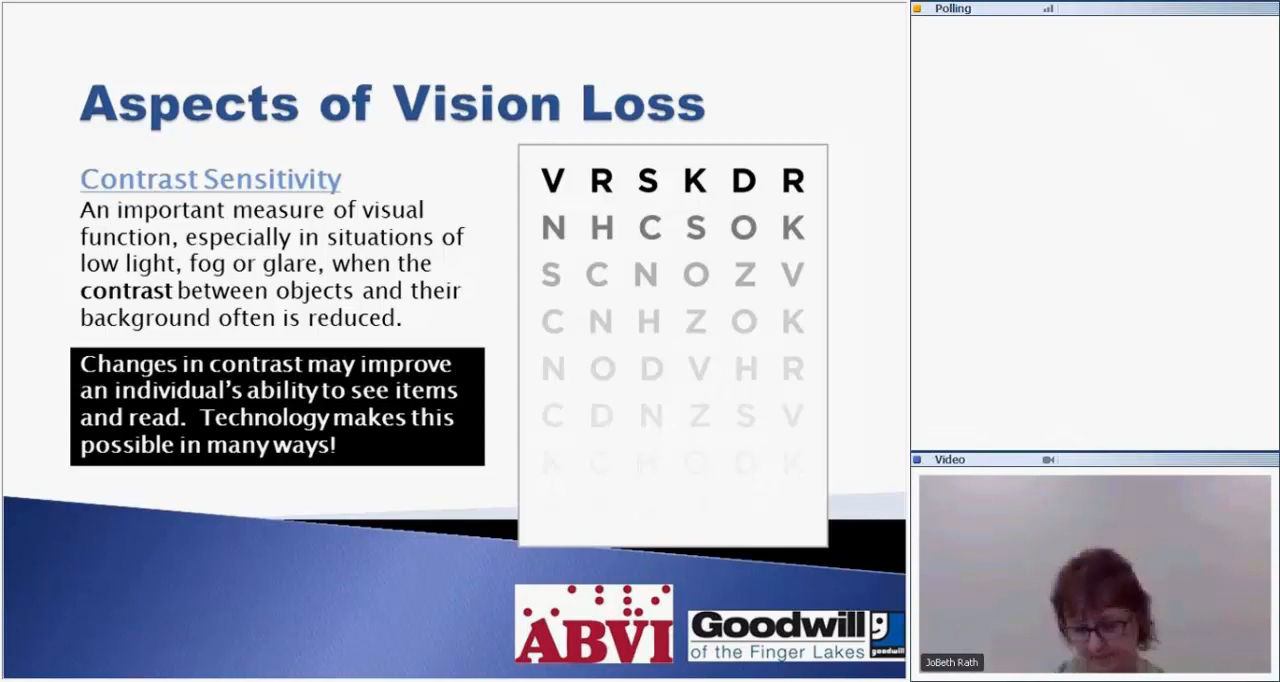 Polling
Aspects of Vision Loss
Contrast Sensitivity
An important measure of visual
function, especially in situations of
low light, fog or glare, when the
contrast between objects and their
background often is reduced.
Changes in contrast may improve
an individual's ability to see items
and read. Technology makes this
possible in many ways!
V R S K D R
N H C S O K
S C N O Z V
C N H Z O K
N O D V H R
C D N Z S V
ABVI
Goodwill
of the Finger Lakes
goodwill
Video
JoBeth Rath